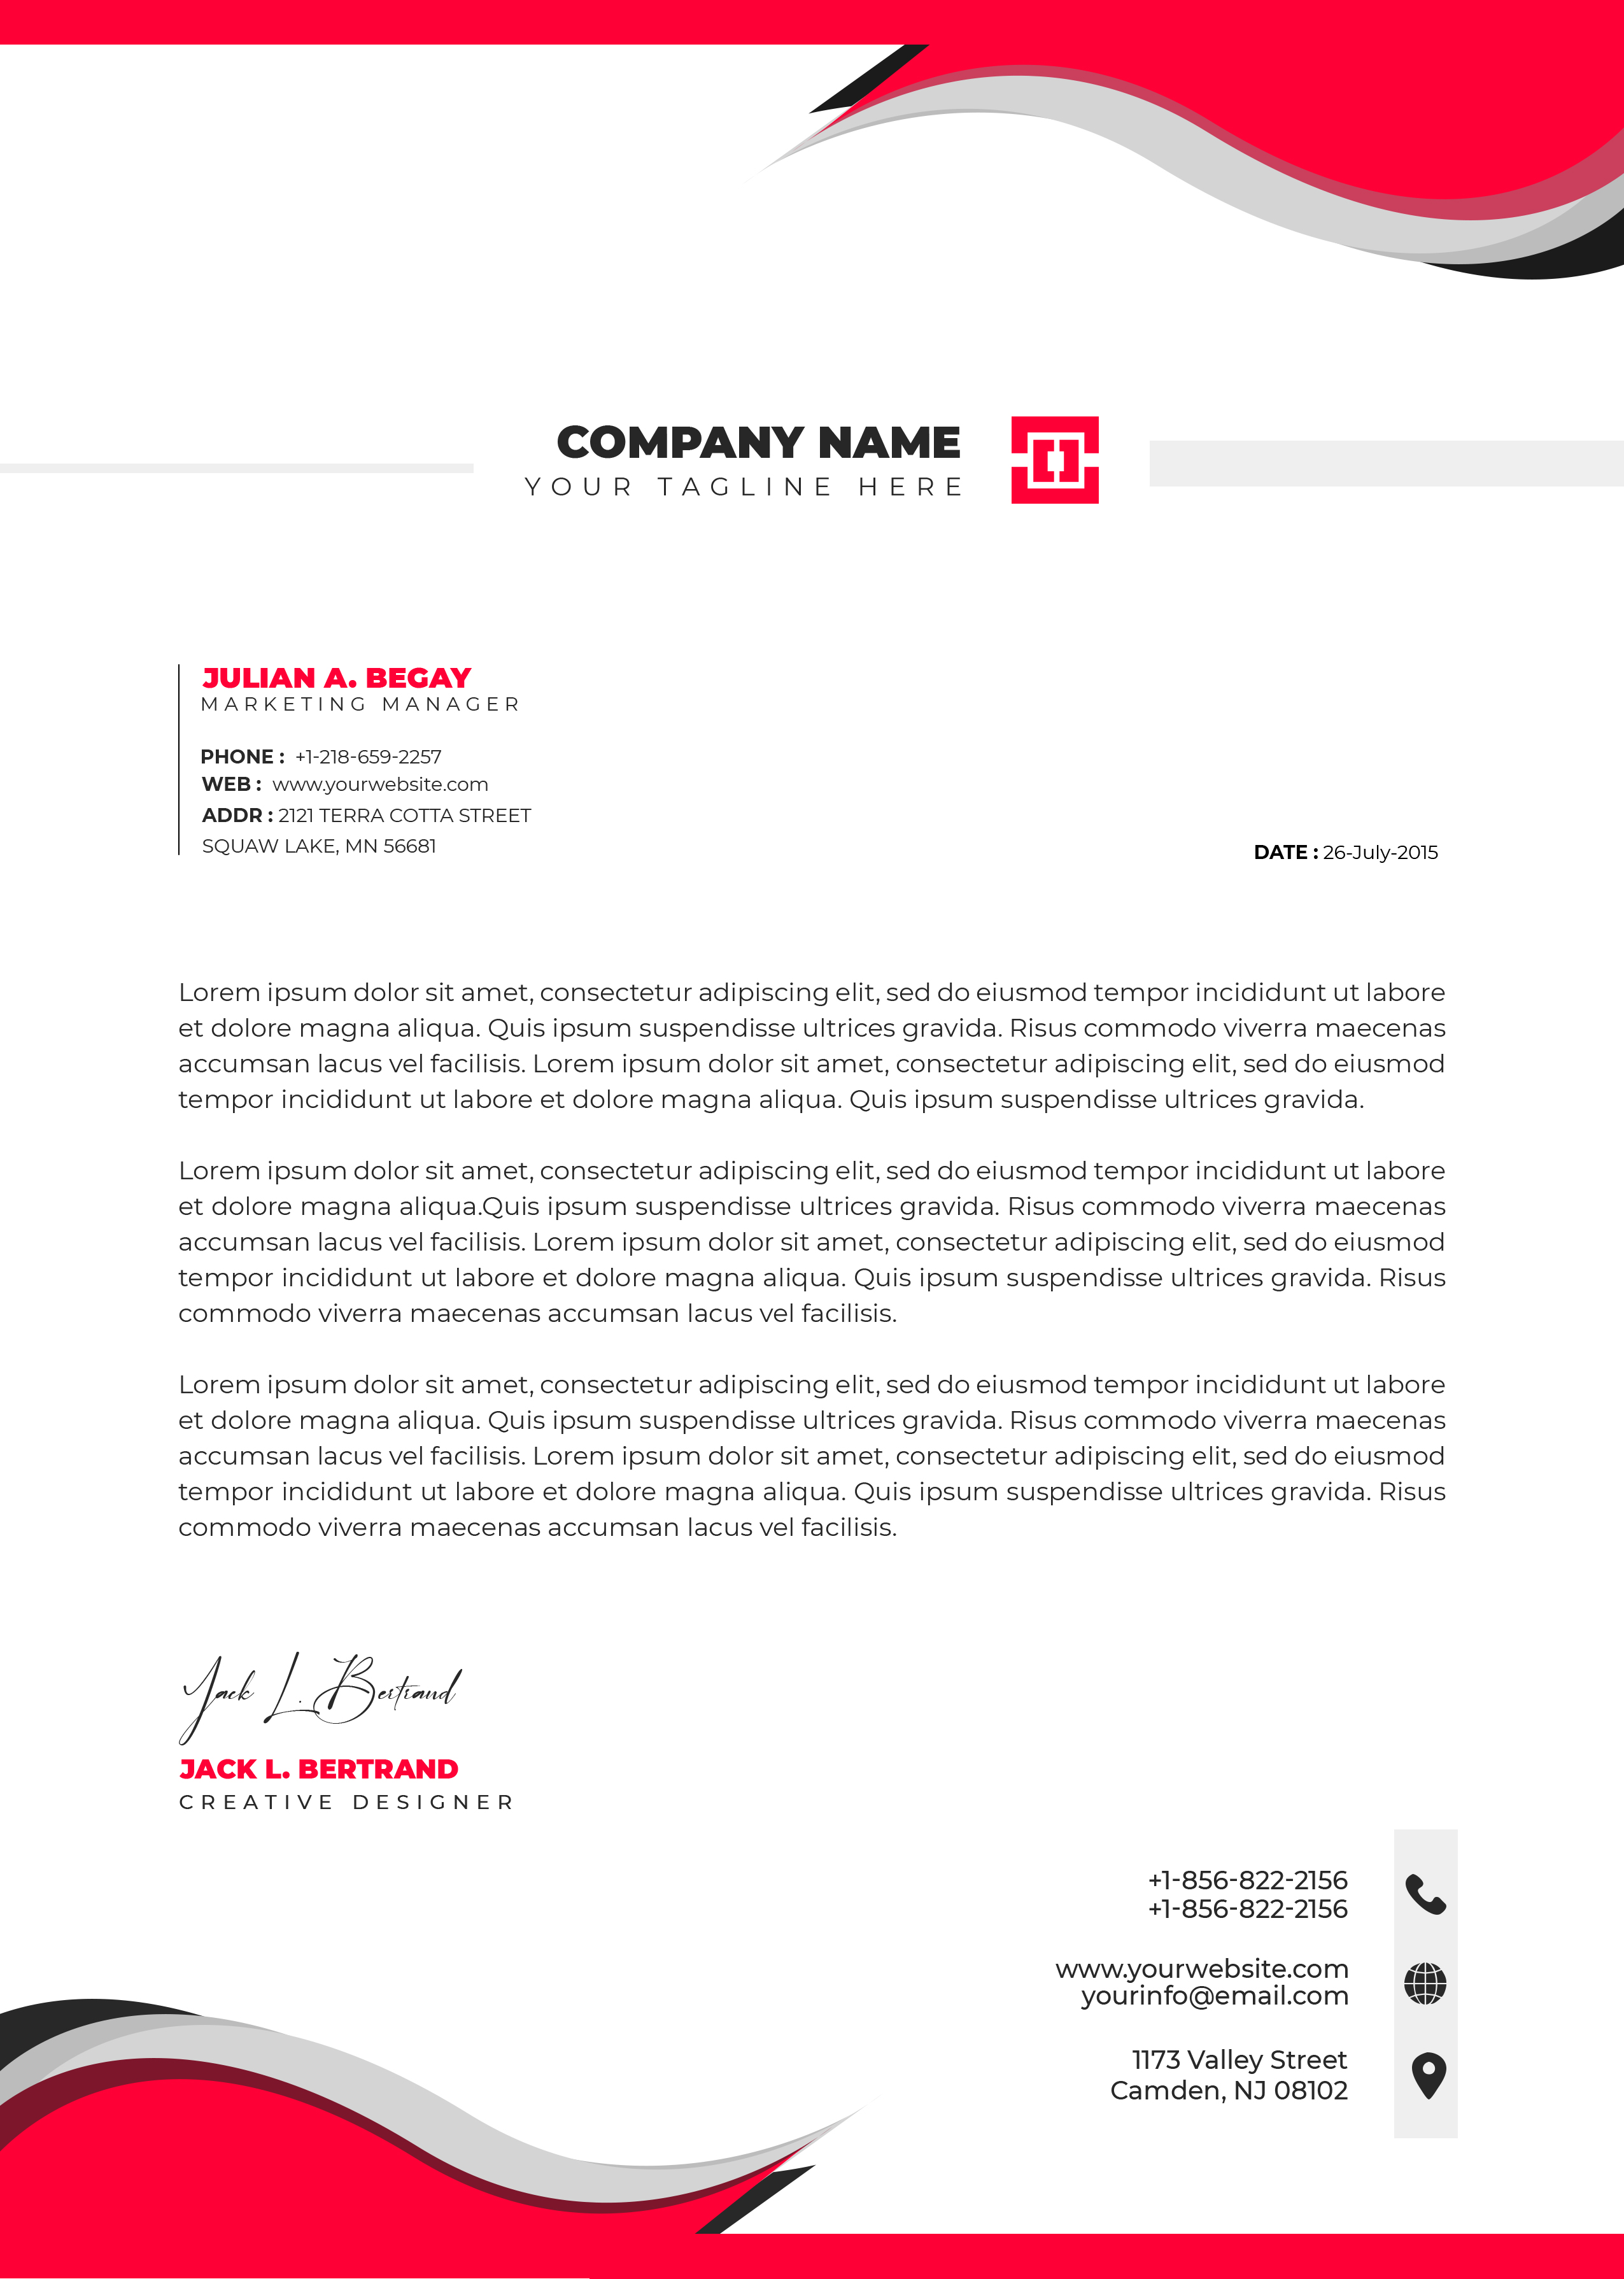 COMPANY NAME
YOUR TAGLINE HERE
JULIAN A. BEGAY
MARKETING MANAGER
PHONE : +1-218-659-2257
WEB : www.yourwebsite.com
ADDR : 2121 TERRA COTTA STREET
SQUAW LAKE, MN 56681
DATE : 26-July-2015
Lorem ipsum dolor sit amet, consectetur adipiscing elit, sed do eiusmod tempor incididunt ut labore
et dolore magna aliqua. Quis ipsum suspendisse ultrices gravida. Risus commodo viverra maecenas
accumsan lacus vel facilisis. Lorem ipsum dolor sit amet, consectetur adipiscing elit, sed do eiusmod
tempor incididunt ut labore et dolore magna aliqua. Quis ipsum suspendisse ultrices gravida.
Lorem ipsum dolor sit amet, consectetur adipiscing elit, sed do eiusmod tempor incididunt ut labore
et dolore magna aliqua.Quis ipsum suspendisse ultrices gravida. Risus commodo viverra maecenas
accumsan lacus vel facilisis. Lorem ipsum dolor sit amet, consectetur adipiscing elit, sed do eiusmod
tempor incididunt ut labore et dolore magna aliqua. Quis ipsum suspendisse ultrices gravida. Risus
commodo viverra maecenas accumsan lacus vel facilisis.
Lorem ipsum dolor sit amet, consectetur adipiscing elit, sed do eiusmod tempor incididunt ut labore
et dolore magna aliqua. Quis ipsum suspendisse ultrices gravida. Risus commodo viverra maecenas
accumsan lacus vel facilisis. Lorem ipsum dolor sit amet, consectetur adipiscing elit, sed do eiusmod
tempor incididunt ut labore et dolore magna aliqua. Quis ipsum suspendisse ultrices gravida. Risus
commodo viverra maecenas accumsan lacus vel facilisis.
Jack L. Bertrand
JACK L. BERTRAND
CREATIVE DESIGNER
+1-856-822-2156
+1-856-822-2156
www.yourwebsite.com
yourinfo@email.com
1173 Valley Street
Camden, NJ 08102